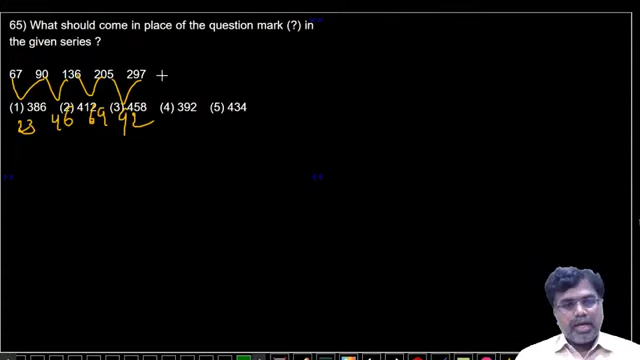 65) What should come in place of the question mark (?) in
the given series ?
67 90 136 205 297
(1) 386 (2) 412 (3) 458 (4) 392 (5) 434
23 46 69 92